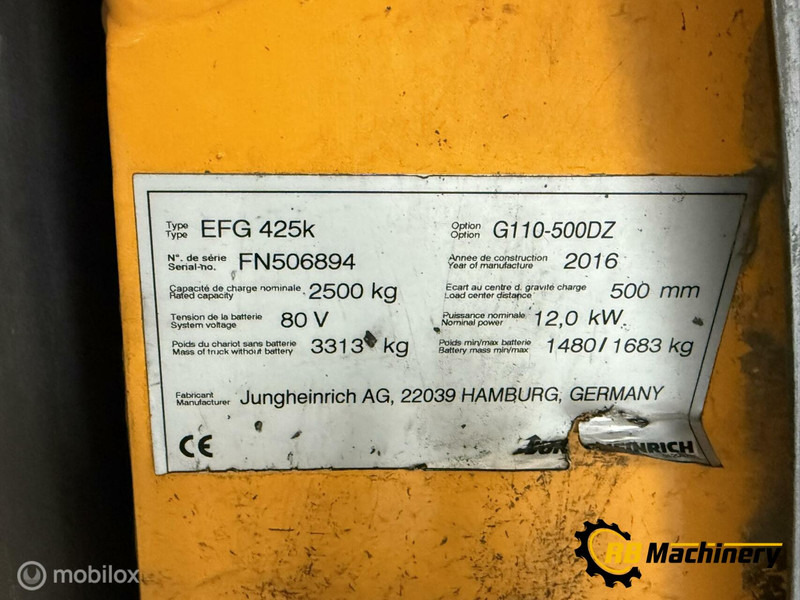 Type EFG 425k Option G110-500DZ
Type Option
N°. de série FN506894 Année de construction 2016
Serial-no. Year of manufacture
Capacité de charge nominale 2500 kg Ecart au centre d. gravité charge 500 mm
Rated capacity Load center distance
Tension de la batterie 80 V Puissance nominale 12,0 kW
System voltage Nominal power
Poids du chariot sans batterie 3313 kg Poids min/max batterie 1480/1683 kg
Mass of truck without battery Battery mass min/max
Fabricant Jungheinrich AG, 22039 HAMBURG, GERMANY
Manufacturer
CE
mobilox
Machinery